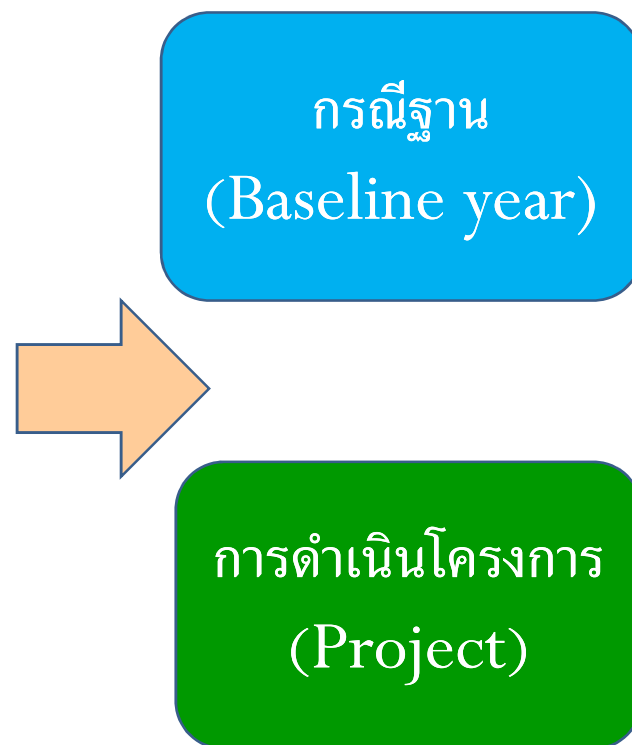 กรณีฐาน
(Baseline year)
การดำเนินโครงการ
(Project)